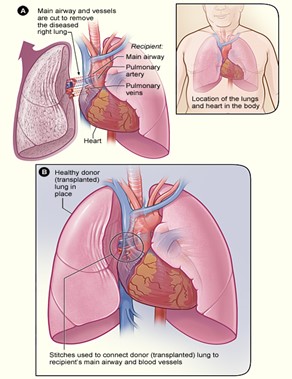 A
Main airway and vessels
are cut to remove
the diseased
right lung
Recipient:
Main airway
Pulmonary
artery
Pulmonary
veins
Heart
Location of the lungs
and heart in the body
B
Healthy donor
(transplanted)
lung in
place
Stitches used to connect donor (transplanted) lung to
recipient's main airway and blood vessels